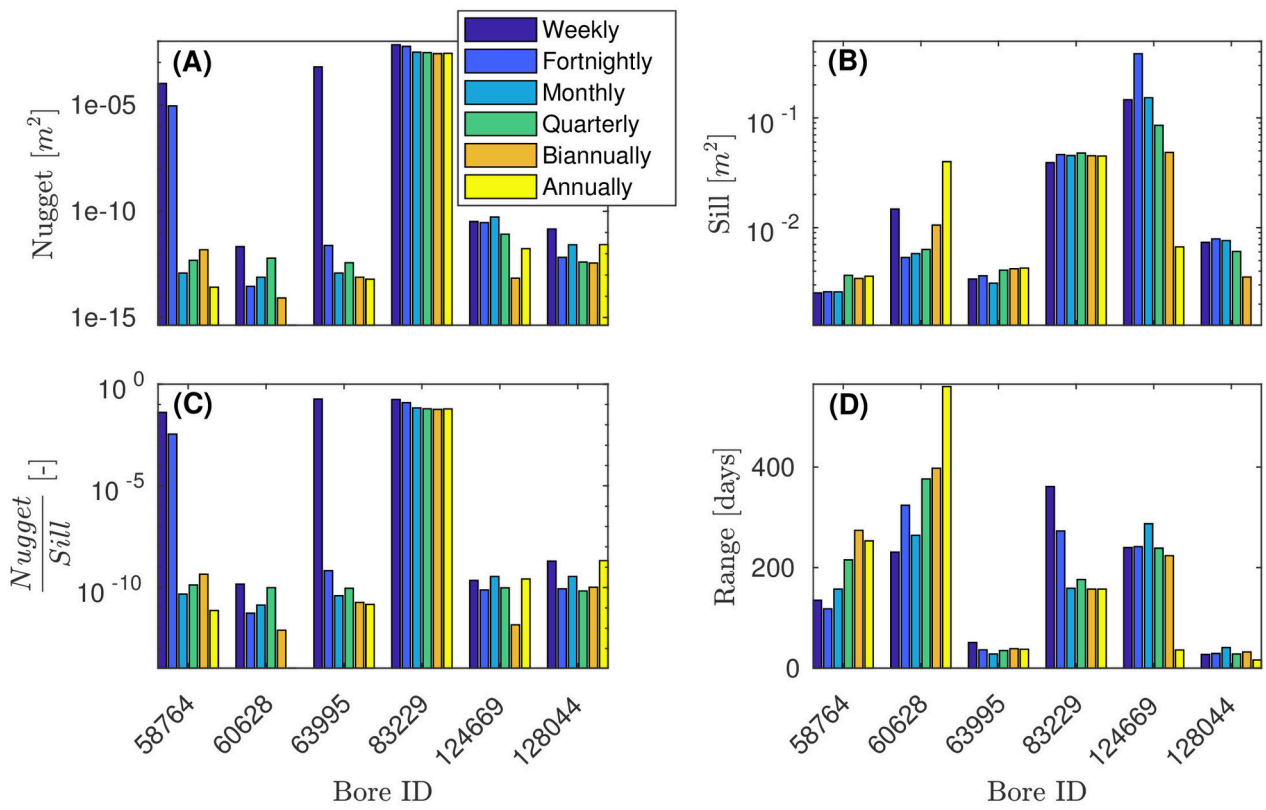 Weekly
Fortnightly
Monthly
Quarterly
Biannually
Annually
(A)
Nugget [m²]
1e-05
1e-10
1e-15
(B)
Sill [m²]
10⁻¹
10⁻²
(C)
Nugget
Sill
[-]
10⁰
10⁻⁵
10⁻¹⁰
58764
60628
63995
83229
124669
128044
Bore ID
(D)
Range [days]
400
200
0
58764
60628
63995
83229
124669
128044
Bore ID